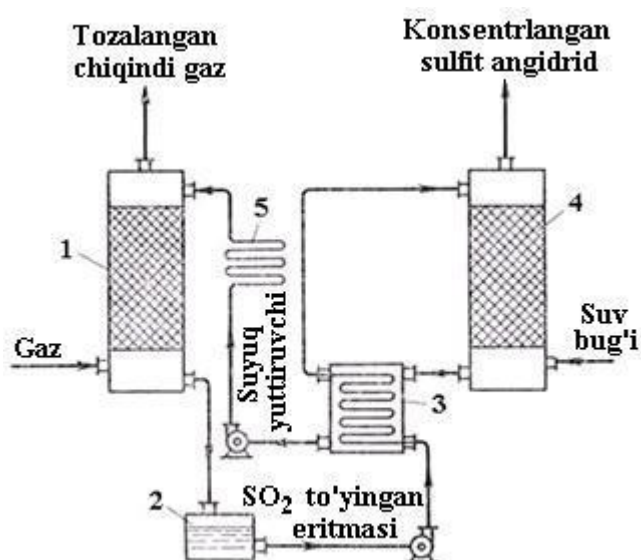 Tozalangan
chiqindi gaz
Konsentrlangan
sulfit angidrid
1
5
4
Gaz
Suyuq
yuttiruvchi
Suv
bug'i
3
2
SO₂ to'yingan
eritmasi